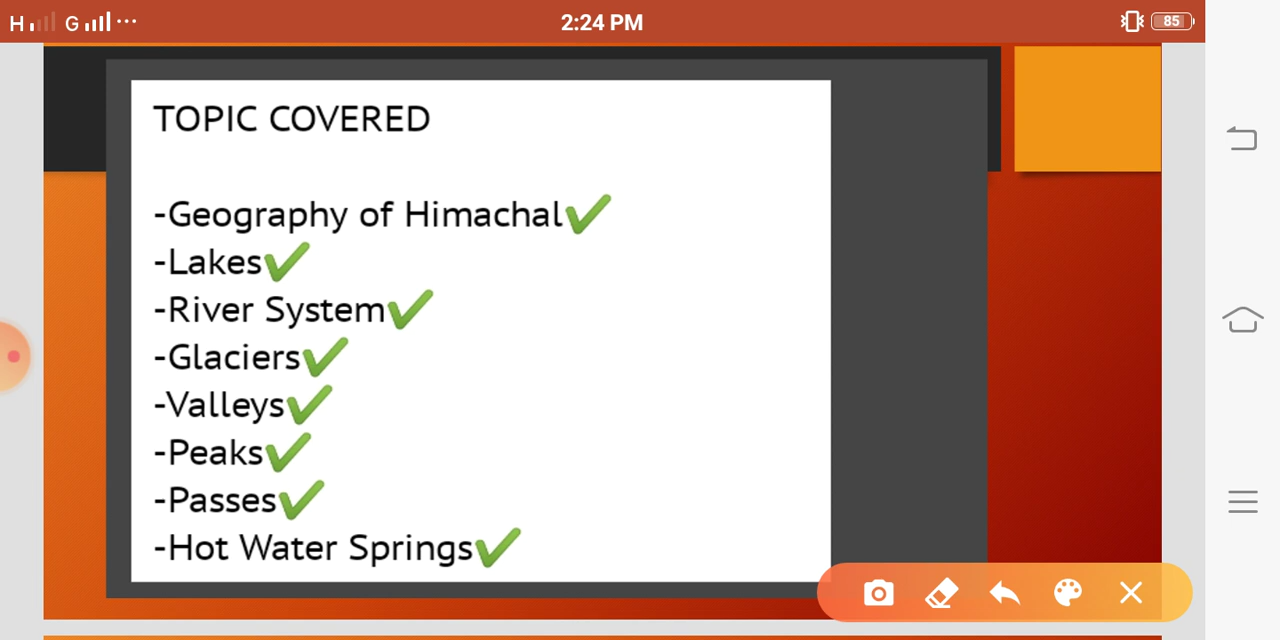 H G ... 2:24 PM 85
TOPIC COVERED
-Geography of Himachal✔
-Lakes✔
-River System✔
-Glaciers✔
-Valleys✔
-Peaks✔
-Passes✔
-Hot Water Springs✔